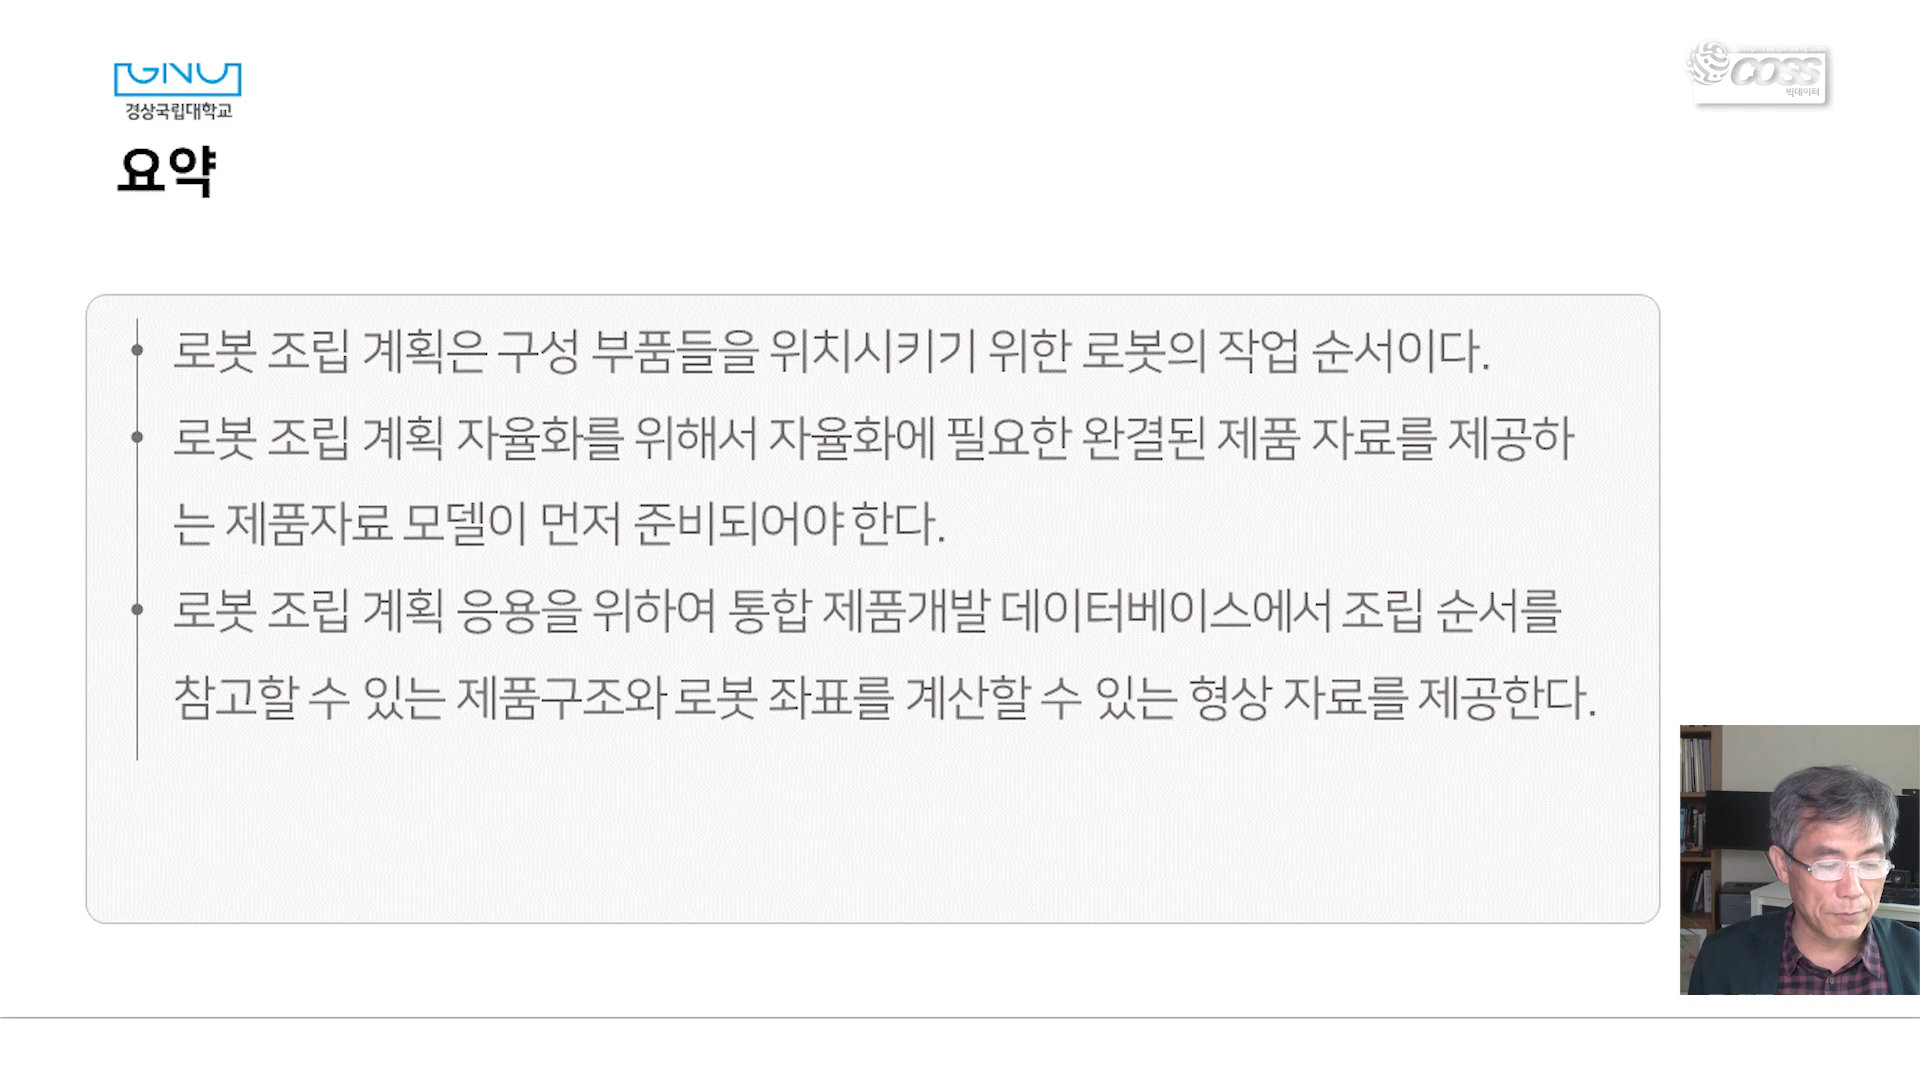 GNU
경상국립대학교
COSS
빅데이터
요약
로봇 조립 계획은 구성 부품들을 위치시키기 위한 로봇의 작업 순서이다.
로봇 조립 계획 자율화를 위해서 자율화에 필요한 완결된 제품 자료를 제공하
는 제품자료 모델이 먼저 준비되어야 한다.
로봇 조립 계획 응용을 위하여 통합 제품개발 데이터베이스에서 조립 순서를
참고할 수 있는 제품구조와 로봇 좌표를 계산할 수 있는 형상 자료를 제공한다.